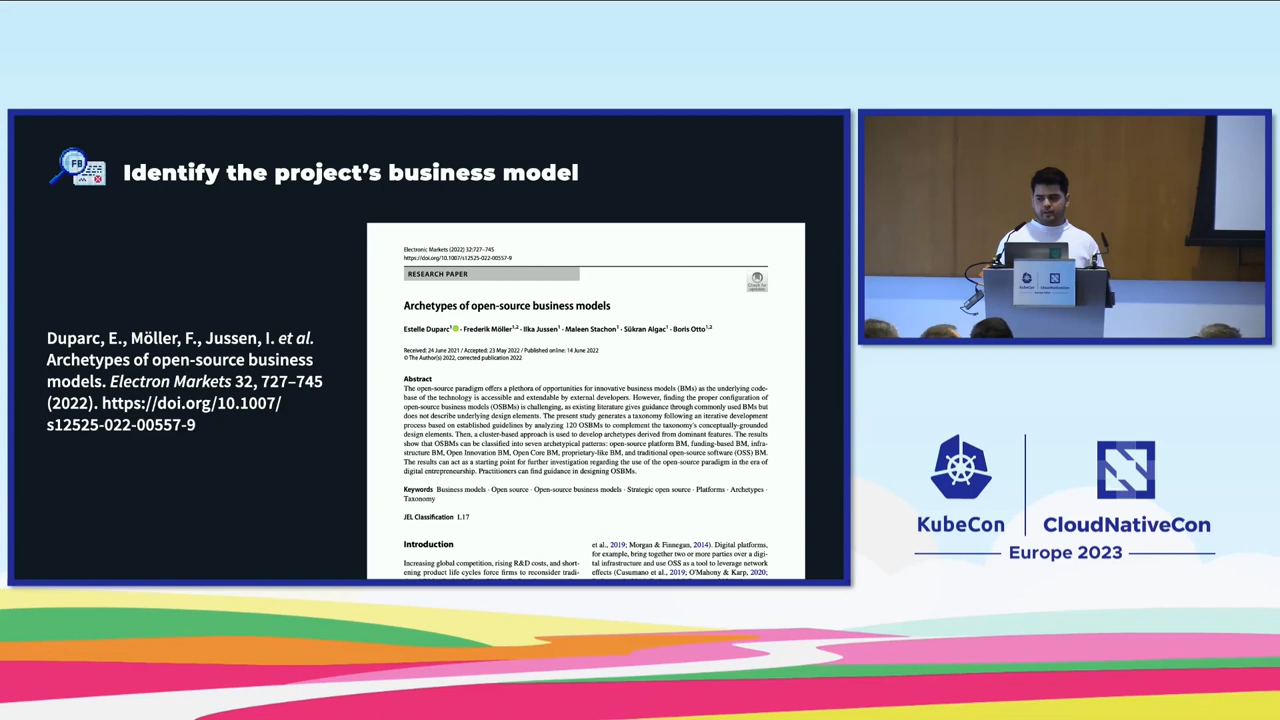 FB
Identify the project's business model
Duparc, E., Möller, F., Jussen, I. et al.
Archetypes of open-source business
models. Electron Markets 32, 727–745
(2022). https://doi.org/10.1007/
s12525-022-00557-9
Electronic Markets (2022) 32:727–745
https://doi.org/10.1007/s12525-022-00557-9
RESEARCH PAPER
Check for
updates
Archetypes of open-source business models
Estelle Duparc1 · Frederik Möller1,2 · Ilka Jussen1 · Maleen Stachon1 · Sükran Algac1 · Boris Otto1,2
Received: 24 June 2021 / Accepted: 23 May 2022 / Published online: 14 June 2022
© The Author(s) 2022, corrected publication 2022
Abstract
The open-source paradigm offers a plethora of opportunities for innovative business models (BMs) as the underlying code-
base of the technology is accessible and extendable by external developers. However, finding the proper configuration of
open-source business models (OSBMs) is challenging, as existing literature gives guidance through commonly used BMs but
does not describe underlying design elements. The present study generates a taxonomy following an iterative development
process based on established guidelines by analyzing 120 OSBMs to complement the taxonomy's conceptually-grounded
design elements. Then, a cluster-based approach is used to develop archetypes derived from dominant features. The results
show that OSBMs can be classified into seven archetypical patterns: open-source platform BM, funding-based BM, infra-
structure BM, Open Innovation BM, Open Core BM, proprietary-like BM, and traditional open-source software (OSS) BM.
The results can act as a starting point for further investigation regarding the use of the open-source paradigm in the era of
digital entrepreneurship. Practitioners can find guidance in designing OSBMs.
Keywords Business models · Open source · Open-source business models · Strategic open source · Platforms · Archetypes ·
Taxonomy
JEL Classification L17
Introduction
Increasing global competition, rising R&D costs, and short-
ening product life cycles force firms to reconsider tradi-
et al., 2019; Morgan & Finnegan, 2014). Digital platforms,
for example, bring together two or more parties over a digi-
tal infrastructure and use OSS as a tool to leverage network
effects (Cusumano et al., 2019; O'Mahony & Karp, 2020;
KubeCon
CloudNativeCon
Europe 2023